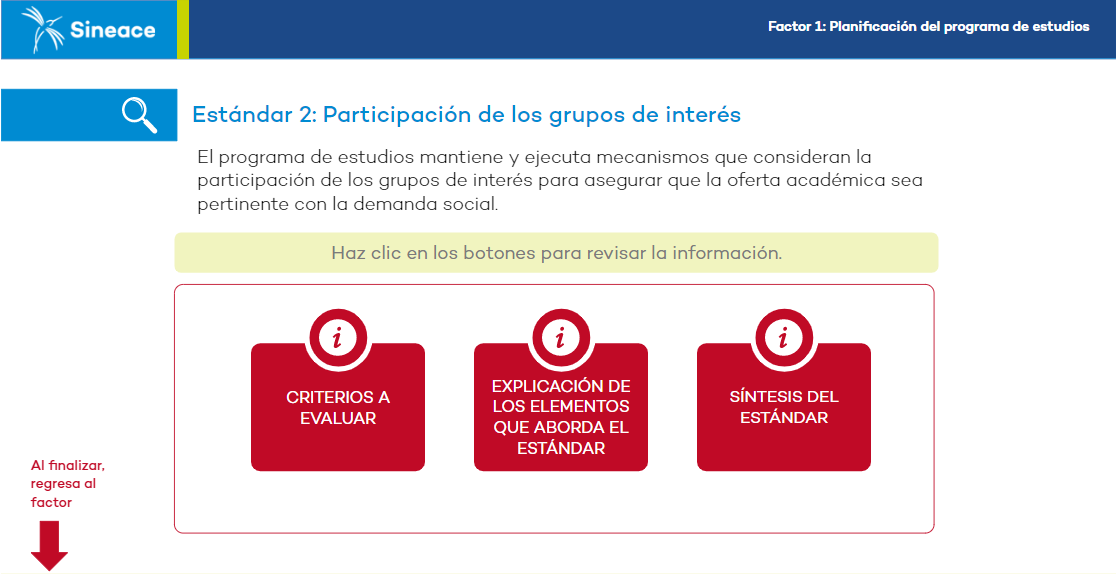 Sineace
Factor 1: Planificación del programa de estudios
Estándar 2: Participación de los grupos de interés
El programa de estudios mantiene y ejecuta mecanismos que consideran la
participación de los grupos de interés para asegurar que la oferta académica sea
pertinente con la demanda social.
Haz clic en los botones para revisar la información.
i
CRITERIOS A
EVALUAR
i
EXPLICACIÓN DE
LOS ELEMENTOS
QUE ABORDA EL
ESTÁNDAR
i
SÍNTESIS DEL
ESTÁNDAR
Al finalizar,
regresa al
factor